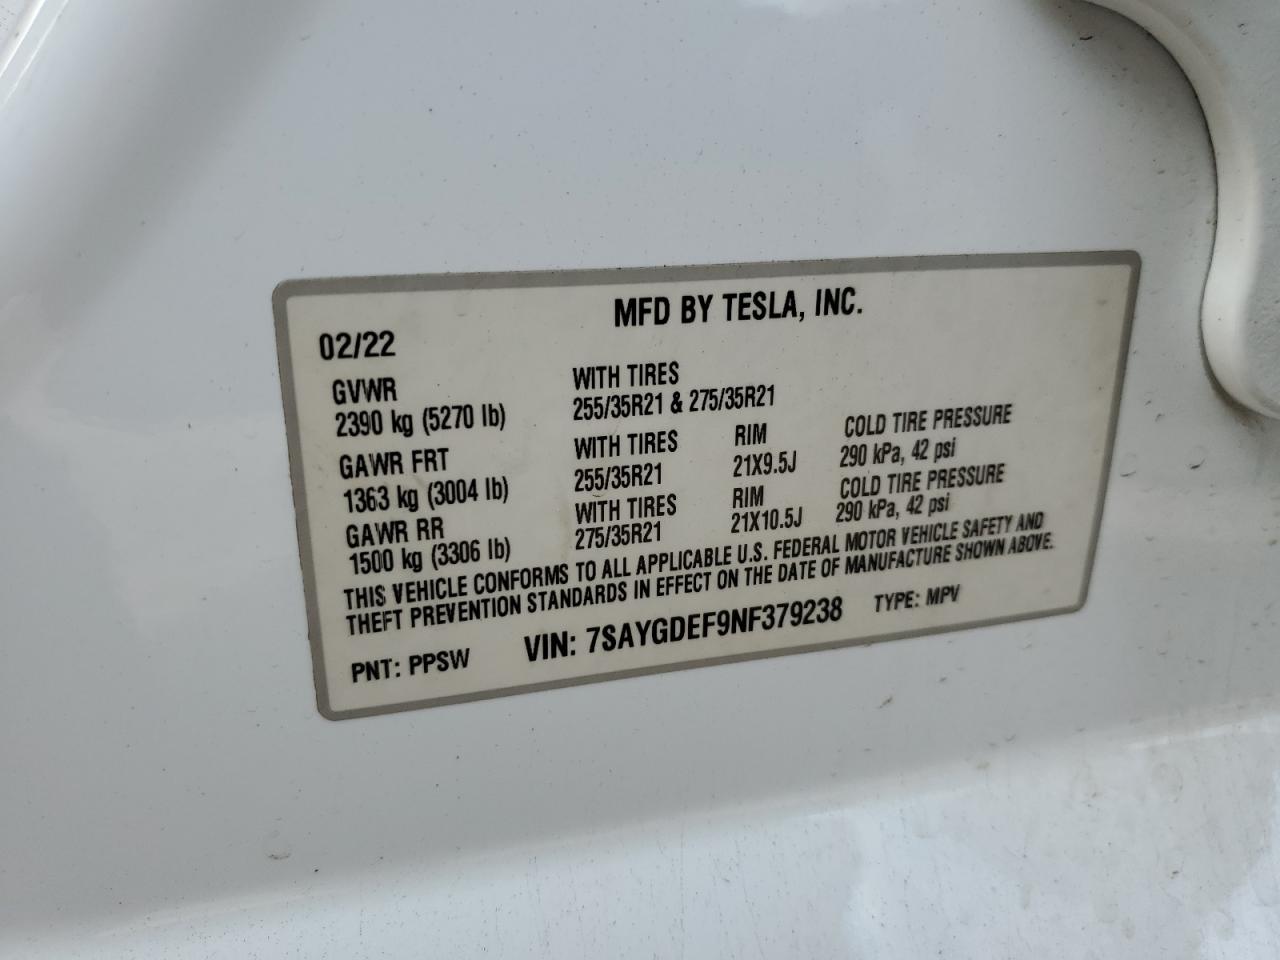 MFD BY TESLA, INC.
02/22
GVWR
2390 kg (5270 lb)
WITH TIRES
255/35R21 & 275/35R21
GAWR FRT
1363 kg (3004 lb)
WITH TIRES
255/35R21
RIM
21X9.5J
COLD TIRE PRESSURE
290 kPa, 42 psi
GAWR RR
1500 kg (3306 lb)
WITH TIRES
275/35R21
RIM
21X10.5J
COLD TIRE PRESSURE
290 kPa, 42 psi
THIS VEHICLE CONFORMS TO ALL APPLICABLE U.S. FEDERAL MOTOR VEHICLE SAFETY AND
THEFT PREVENTION STANDARDS IN EFFECT ON THE DATE OF MANUFACTURE SHOWN ABOVE.
PNT: PPSW
VIN: 7SAYGDEF9NF379238
TYPE: MPV